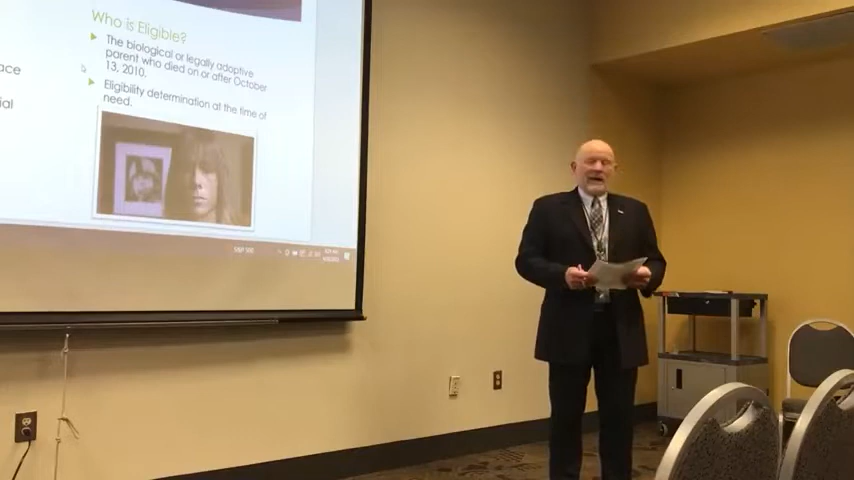 Who is Eligible?
The biological or legally adoptive
parent who died on or after October
13, 2010.
Eligibility determination at the time of
need.
ace
ial